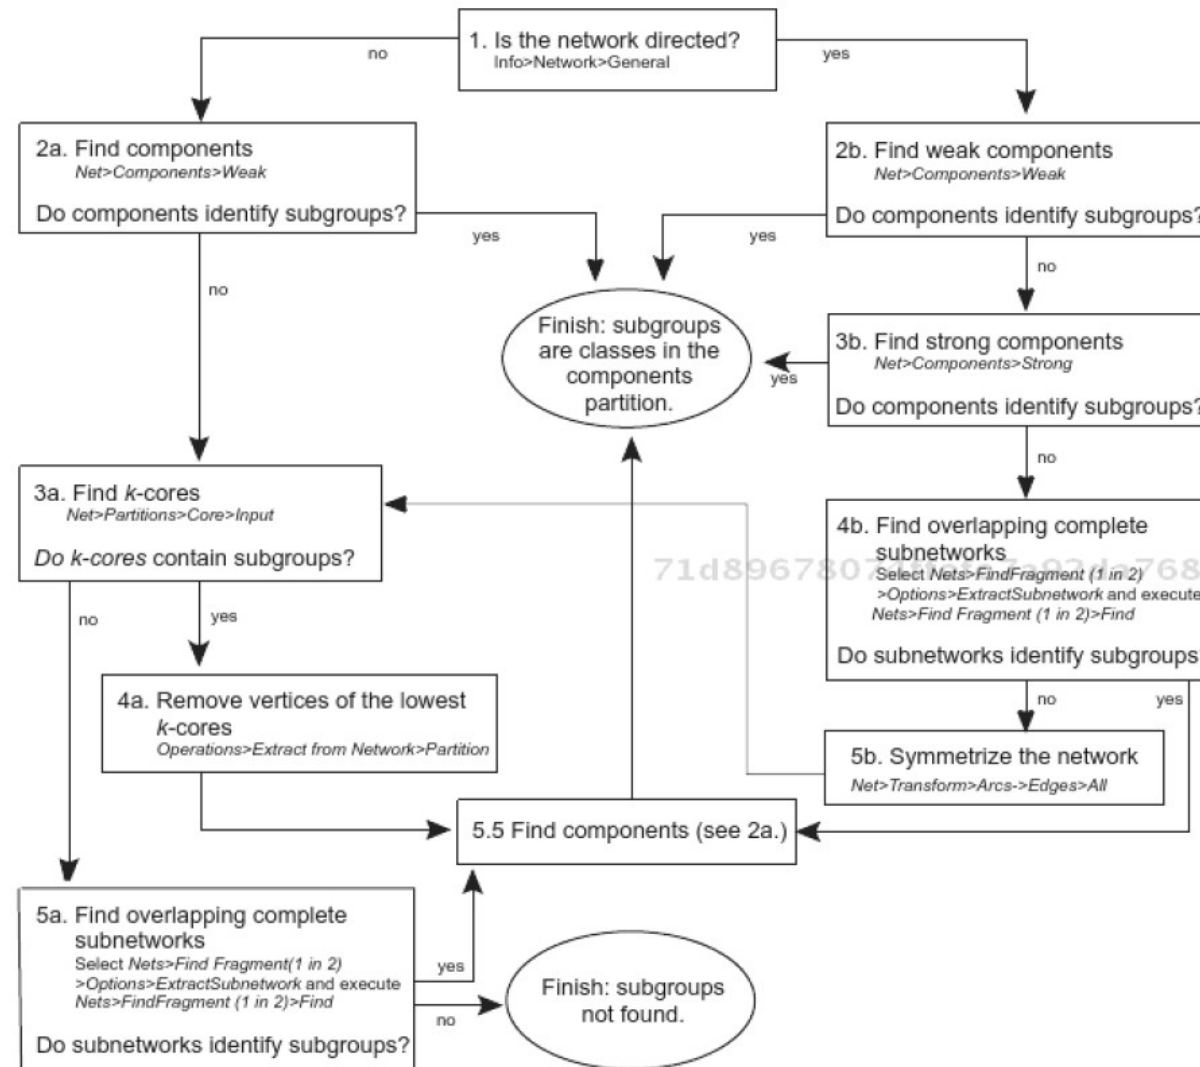 1. Is the network directed?
Info>Network>General
no
yes
2a. Find components
Net>Components>Weak
Do components identify subgroups?
yes
no
2b. Find weak components
Net>Components>Weak
Do components identify subgroups?
yes
no
Finish: subgroups
are classes in the
components
partition.
3b. Find strong components
Net>Components>Strong
Do components identify subgroups?
yes
no
3a. Find k-cores
Net>Partitions>Core>Input
Do k-cores contain subgroups?
no
yes
4b. Find overlapping complete
subnetworks
Select Nets>FindFragment (1 in 2)
>Options>ExtractSubnetwork and execute
Nets>Find Fragment (1 in 2)>Find
Do subnetworks identify subgroups
no
yes
4a. Remove vertices of the lowest
k-cores
Operations>Extract from Network>Partition
5b. Symmetrize the network
Net>Transform>Arcs->Edges>All
5.5 Find components (see 2a.)
5a. Find overlapping complete
subnetworks
Select Nets>Find Fragment(1 in 2)
>Options>ExtractSubnetwork and execute
Nets>FindFragment (1 in 2)>Find
Do subnetworks identify subgroups?
yes
no
Finish: subgroups
not found.